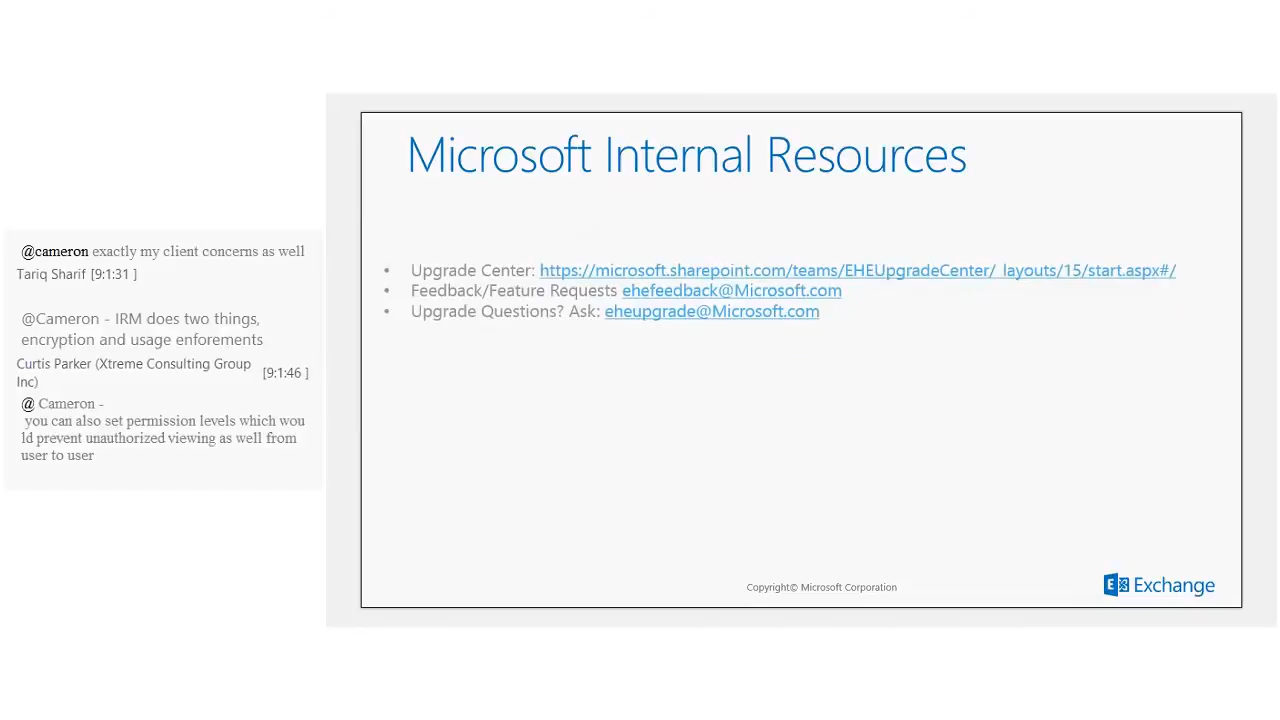 @cameron exactly my client concerns as well
Tariq Sharif [9:1:31 ]
@Cameron - IRM does two things,
encryption and usage enforements
Curtis Parker (Xtreme Consulting Group
Inc)
[9:1:46 ]
@ Cameron -
you can also set permission levels which wou
ld prevent unauthorized viewing as well from
user to user
Microsoft Internal Resources
• Upgrade Center: https://microsoft.sharepoint.com/teams/EHEUpgradeCenter/_layouts/15/start.aspx#/
• Feedback/Feature Requests ehefeedback@Microsoft.com
• Upgrade Questions? Ask: eheupgrade@Microsoft.com
Copyright© Microsoft Corporation
E Exchange